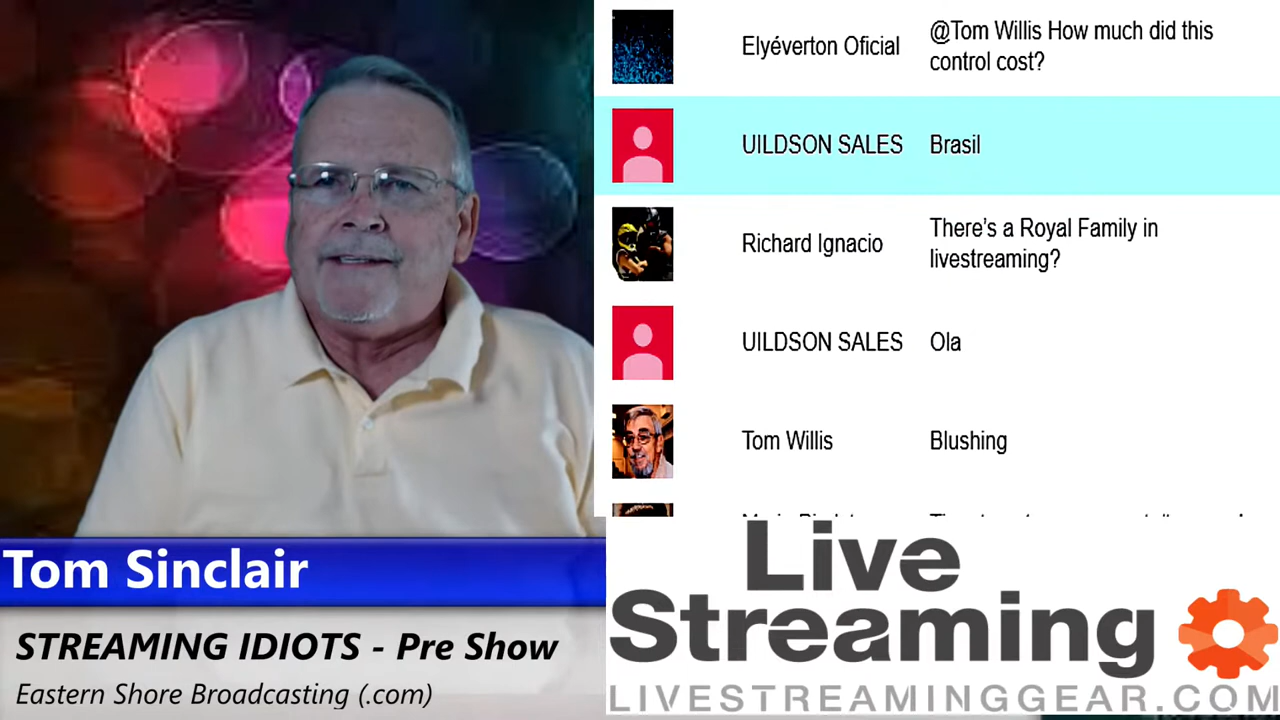 Elyéverton Oficial
@Tom Willis How much did this
control cost?
UILDSON SALES
Brasil
Richard Ignacio
There's a Royal Family in
livestreaming?
UILDSON SALES
Ola
Tom Willis
Blushing
Tom Sinclair
STREAMING IDIOTS - Pre Show
Eastern Shore Broadcasting (.com)
Live
Streaming
LIVESTREAMINGGEAR.COM